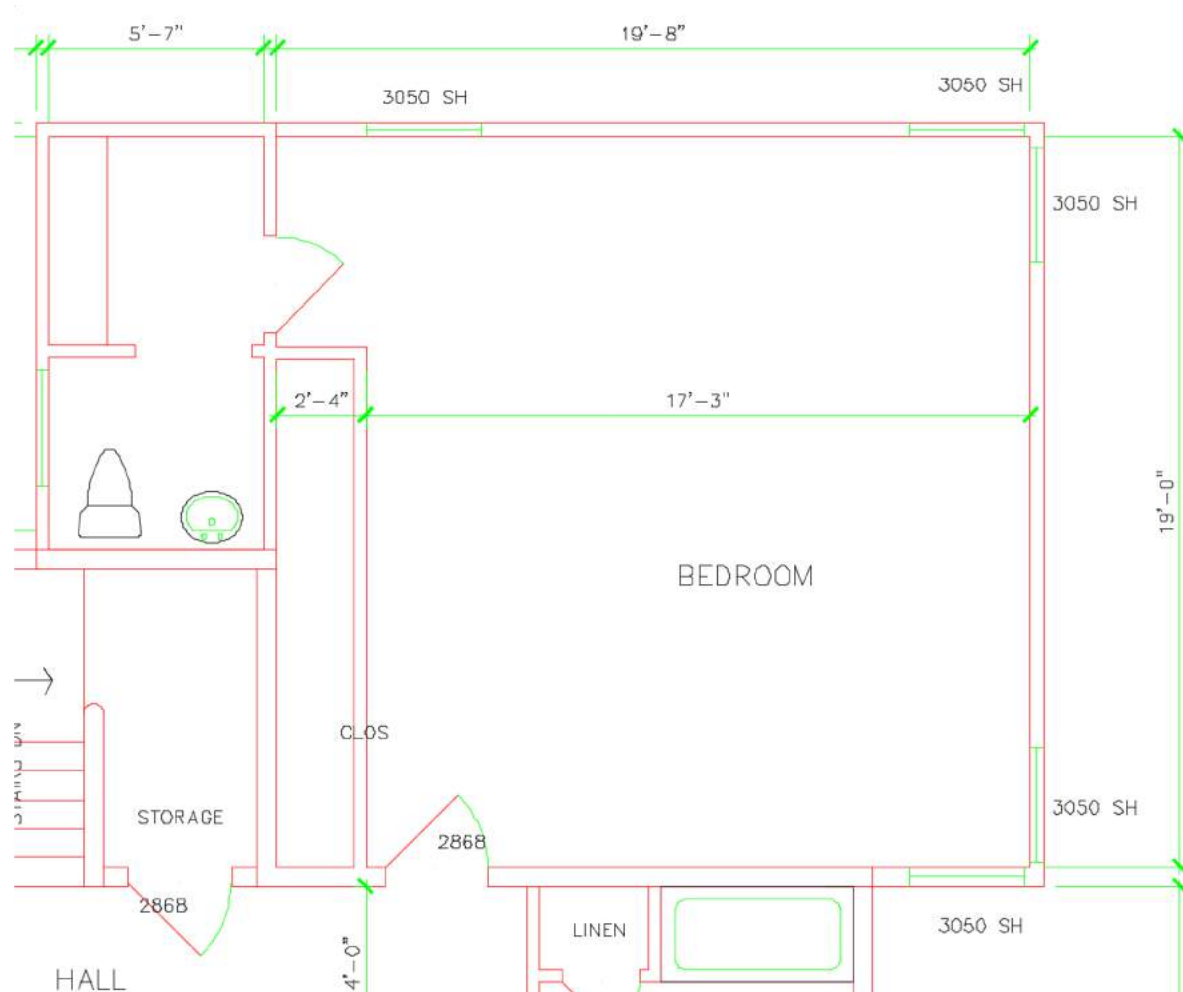 5'-7"
19'-8"
3050 SH
3050 SH
3050 SH
2'-4"
17'-3"
19'-0"
BEDROOM
CLOS
STORAGE
2868
3050 SH
2868
LINEN
3050 SH
4'-0"
HALL